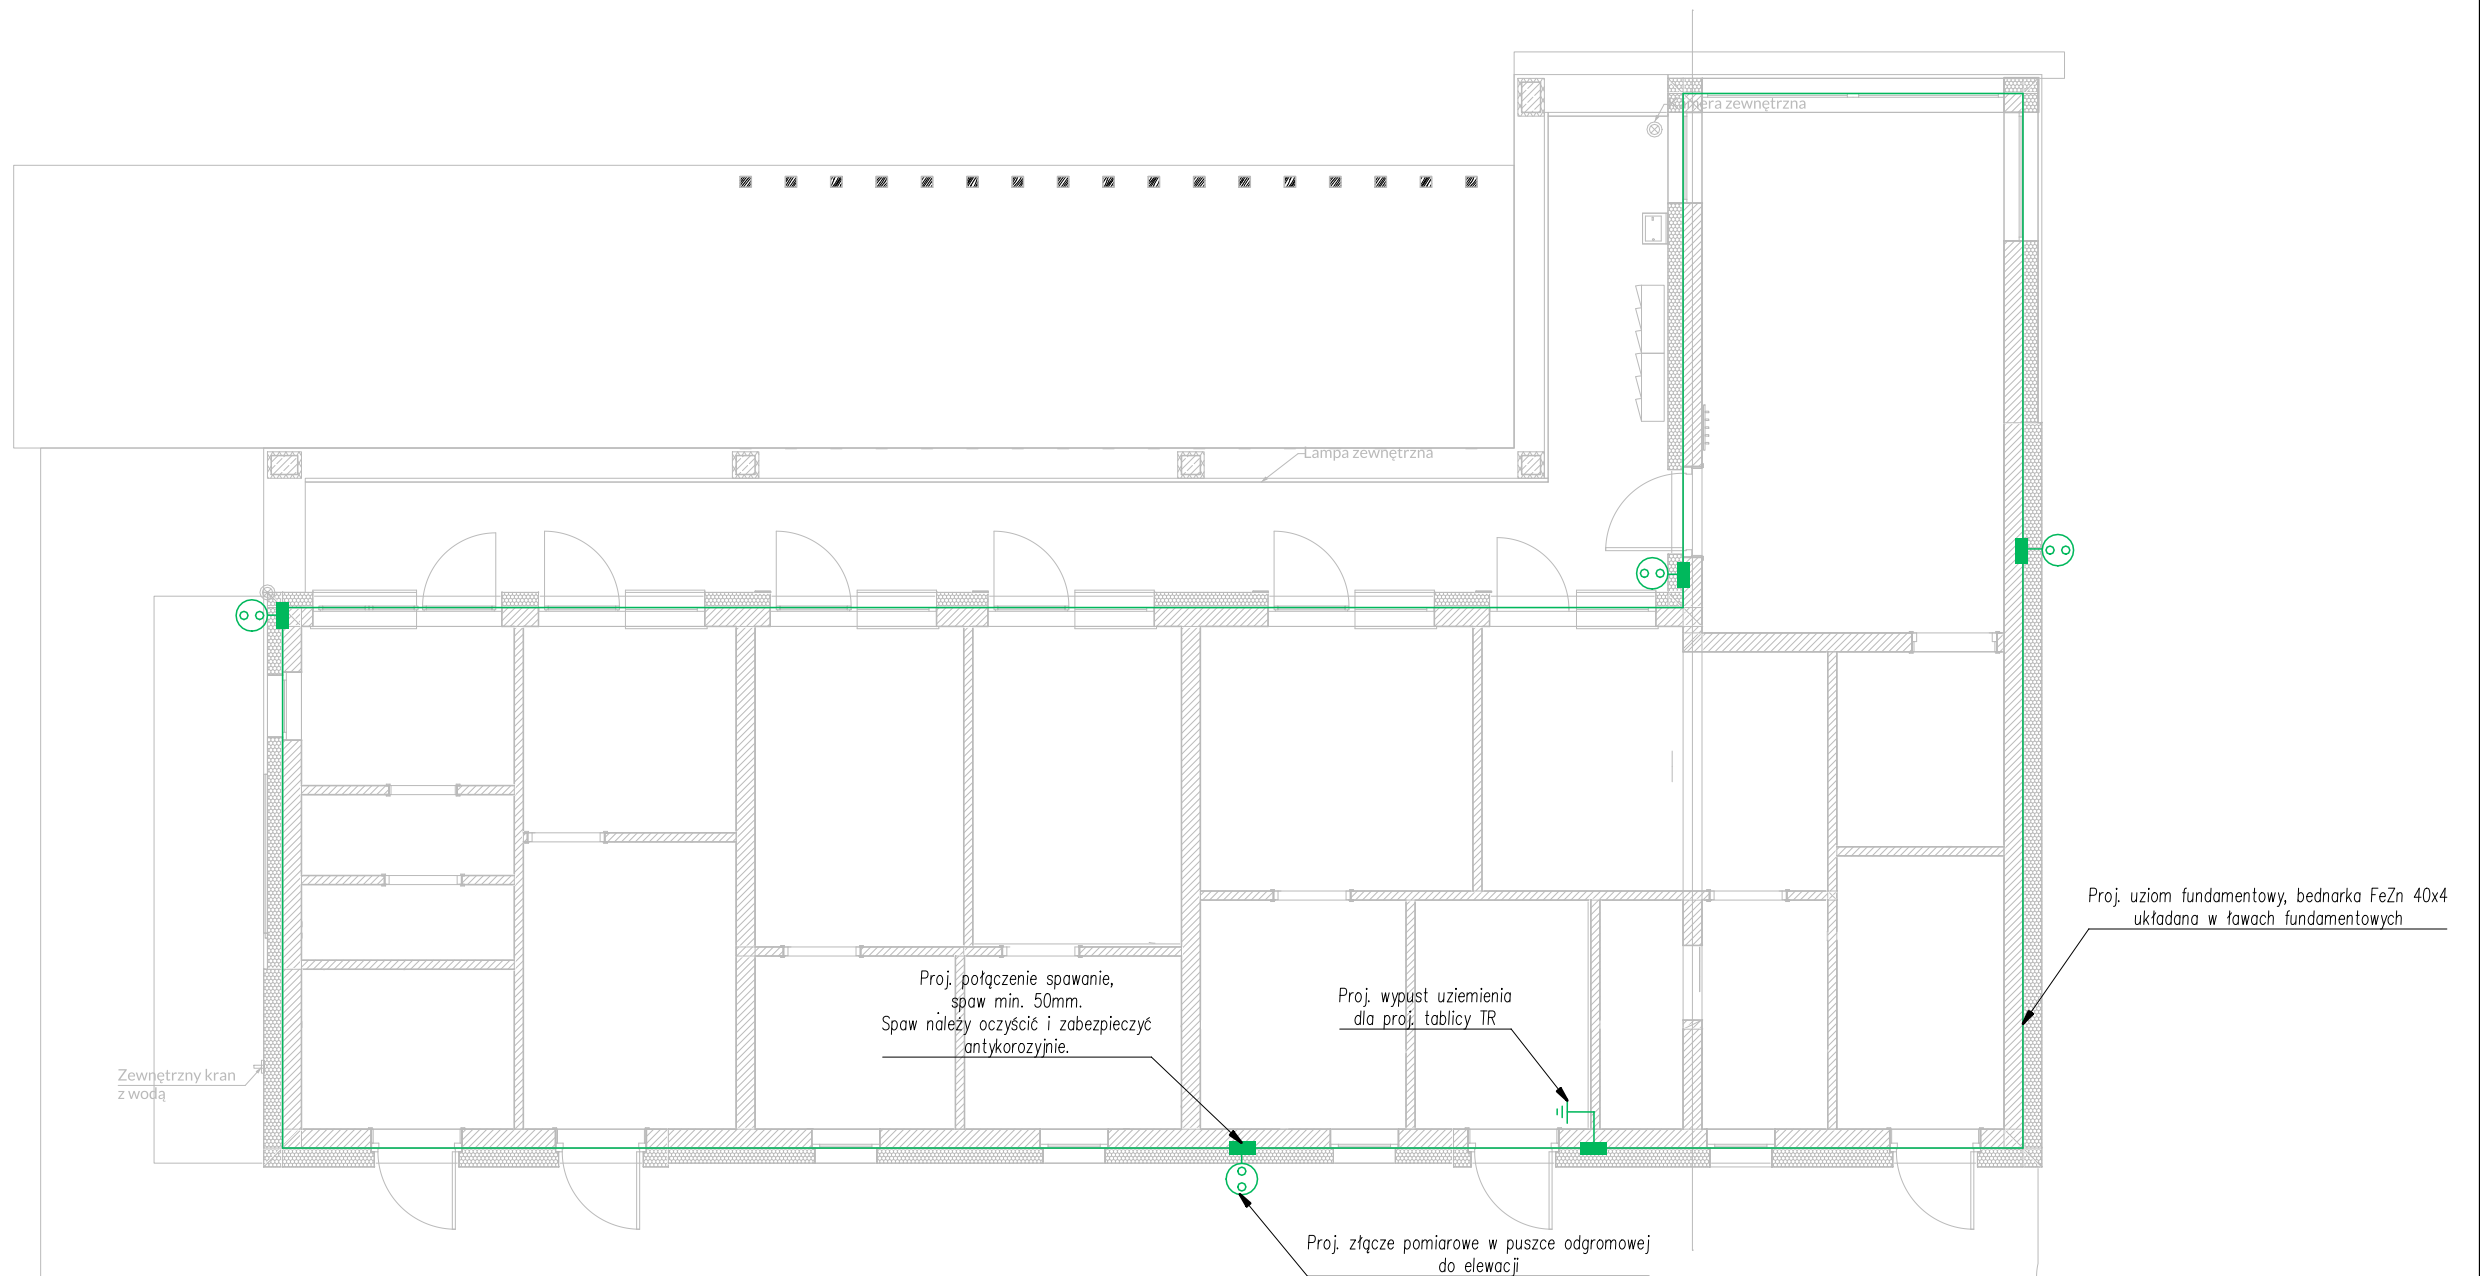 Kamera zewnętrzna
Lampa zewnętrzna
Proj. uziom fundamentowy, bednarka FeZn 40x4
układana w ławach fundamentowych
Proj. połączenie spawanie,
spaw min. 50mm.
Spaw należy oczyścić i zabezpieczyć
antykorozyjnie.
Proj. wypust uziemienia
dla proj. tablicy TR
Zewnętrzny kran
z wodą
Proj. złącze pomiarowe w puszce odgromowej
do elewacji